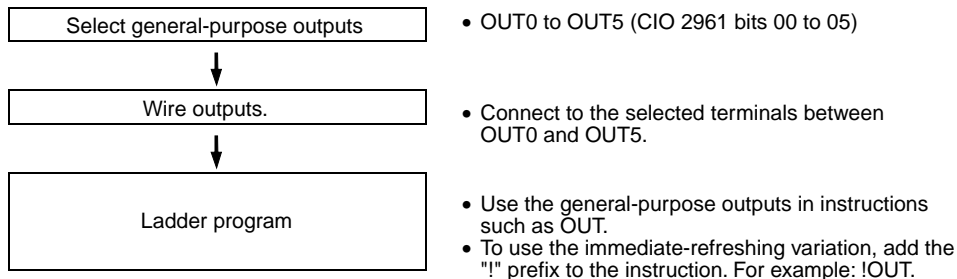 Select general-purpose outputs
• OUT0 to OUT5 (CIO 2961 bits 00 to 05)
Wire outputs.
• Connect to the selected terminals between
OUT0 and OUT5.
Ladder program
• Use the general-purpose outputs in instructions
such as OUT.
• To use the immediate-refreshing variation, add the
"!" prefix to the instruction. For example: !OUT.